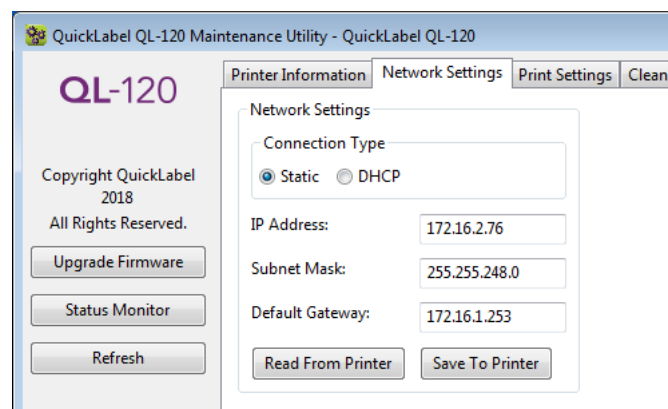 QuickLabel QL-120 Maintenance Utility - QuickLabel QL-120
QL-120
Copyright QuickLabel
2018
All Rights Reserved.
Upgrade Firmware
Status Monitor
Refresh
Printer Information Network Settings Print Settings Clean
Network Settings
Connection Type
Static DHCP
IP Address: 172.16.2.76
Subnet Mask: 255.255.248.0
Default Gateway: 172.16.1.253
Read From Printer Save To Printer